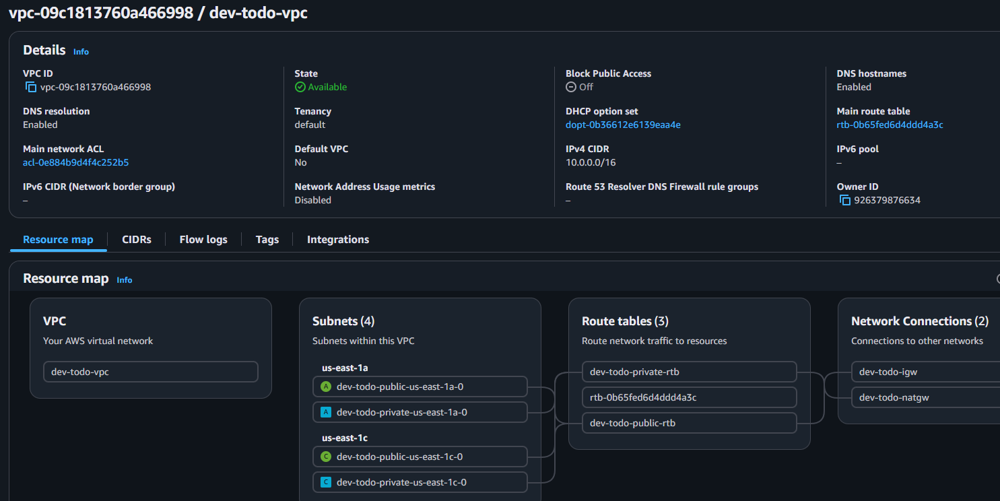 vpc-09c1813760a466998 / dev-todo-vpc
Details Info
VPC ID
vpc-09c1813760a466998
State
Available
Block Public Access
Off
DNS hostnames
Enabled
DNS resolution
Enabled
Tenancy
default
DHCP option set
dopt-0b36612e6139eaa4e
Main route table
rtb-0b65fed6d4ddd4a3c
Main network ACL
acl-0e884b9d4f4c252b5
Default VPC
No
IPv4 CIDR
10.0.0.0/16
IPv6 pool
–
IPv6 CIDR (Network border group)
–
Network Address Usage metrics
Disabled
Route 53 Resolver DNS Firewall rule groups
–
Owner ID
926379876634
Resource map
CIDRs
Flow logs
Tags
Integrations
Resource map Info
VPC
Your AWS virtual network
dev-todo-vpc
Subnets (4)
Subnets within this VPC
us-east-1a
A dev-todo-public-us-east-1a-0
A dev-todo-private-us-east-1a-0
us-east-1c
C dev-todo-public-us-east-1c-0
C dev-todo-private-us-east-1c-0
Route tables (3)
Route network traffic to resources
dev-todo-private-rtb
rtb-0b65fed6d4ddd4a3c
dev-todo-public-rtb
Network Connections (2)
Connections to other networks
dev-todo-igw
dev-todo-natgw